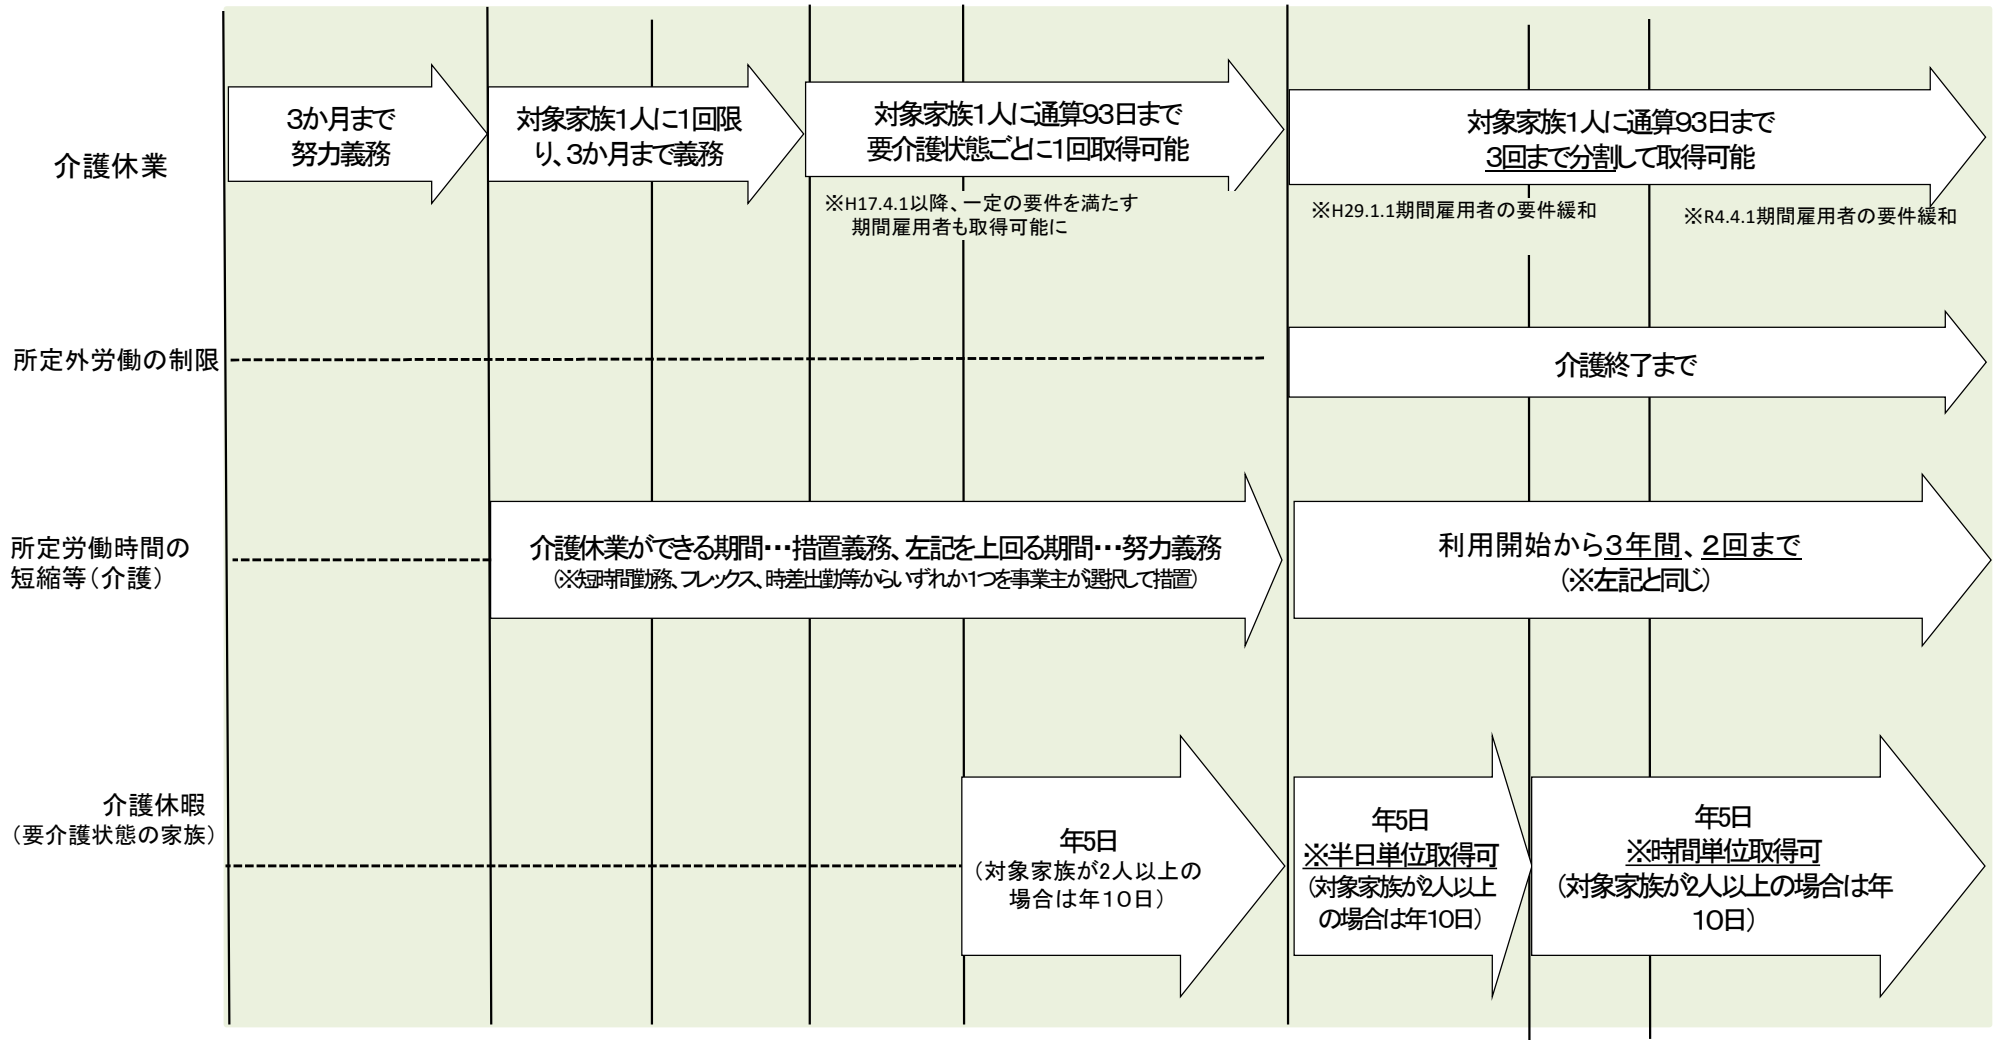 介護休業
3か月まで
努力義務
対象家族1人に1回限
り、3か月まで義務
対象家族1人に通算93日まで
要介護状態ごとに1回取得可能
※H17.4.1以降、一定の要件を満たす
期間雇用者も取得可能に
対象家族1人に通算93日まで
3回まで分割して取得可能
※H29.1.1期間雇用者の要件緩和
※R4.4.1期間雇用者の要件緩和
所定外労働の制限
介護終了まで
所定労働時間の
短縮等(介護)
介護休業ができる期間・・・措置義務、左記を上回る期間・・・努力義務
(※短時間勤務、フレックス、時差出勤等からいずれか1つを事業主が選択して措置)
利用開始から3年間、2回まで
(※左記と同じ)
介護休暇
(要介護状態の家族)
年5日
(対象家族が2人以上の
場合は年10日)
年5日
※半日単位取得可
(対象家族が2人以上
の場合は年10日)
年5日
※時間単位取得可
(対象家族が2人以上の場合は年
10日)